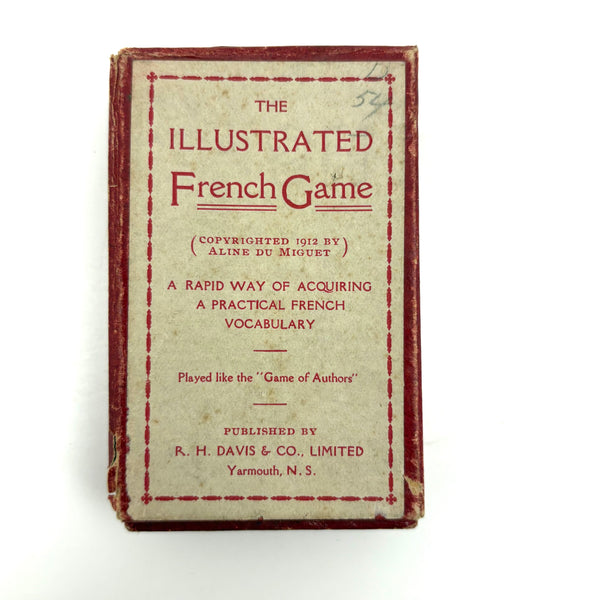 54
THE
ILLUSTRATED
French Game
(COPYRIGHTED 1912 BY
ALINE DU MIGUET)
A RAPID WAY OF ACQUIRING
A PRACTICAL FRENCH
VOCABULARY
Played like the "Game of Authors"
PUBLISHED BY
R. H. DAVIS & CO., LIMITED
Yarmouth, N. S.